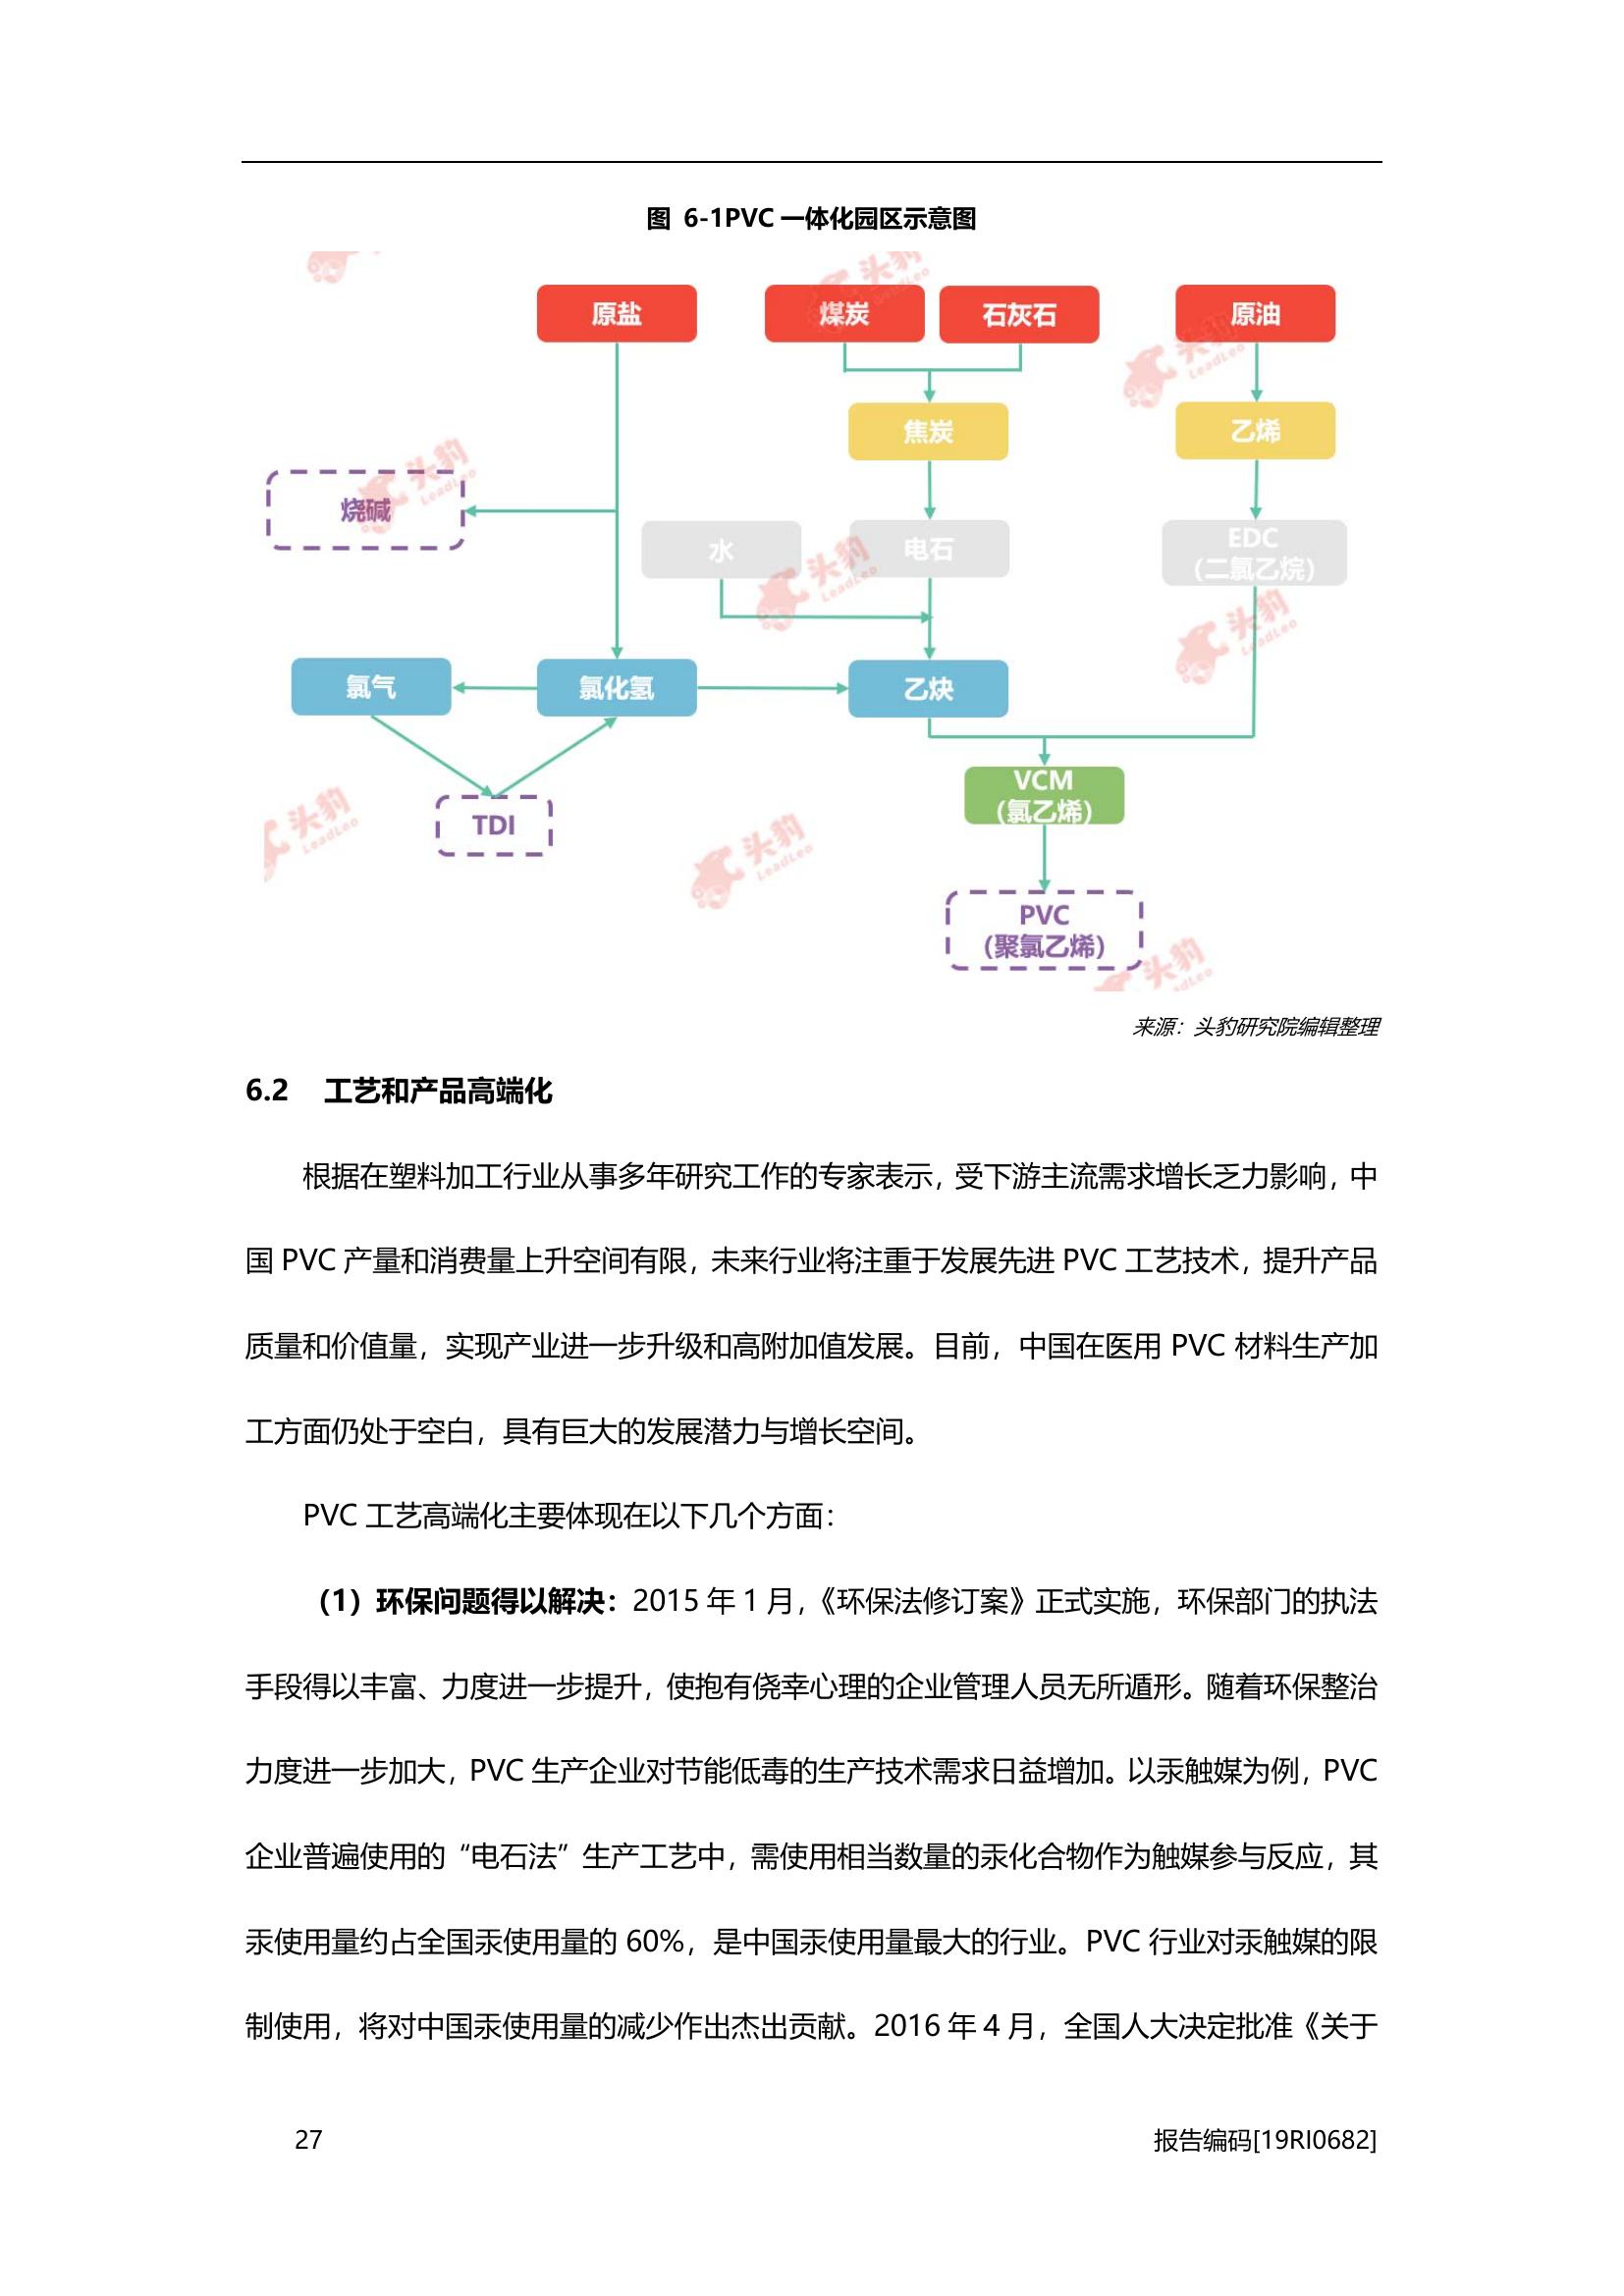 图 6-1PVC 一体化园区示意图
原盐
煤炭
石灰石
原油
焦炭
乙烯
烧碱
水
电石
EDC
(二氯乙烷)
氯气
氯化氢
乙炔
VCM
(氯乙烯)
TDI
PVC
(聚氯乙烯)
头豹
LeadLeo
来源：头豹研究院编辑整理
6.2 工艺和产品高端化
根据在塑料加工行业从事多年研究工作的专家表示，受下游主流需求增长乏力影响，中
国 PVC 产量和消费量上升空间有限，未来行业将注重于发展先进 PVC 工艺技术，提升产品
质量和价值量，实现产业进一步升级和高附加值发展。目前，中国在医用 PVC 材料生产加
工方面仍处于空白，具有巨大的发展潜力与增长空间。
PVC 工艺高端化主要体现在以下几个方面：
（1）环保问题得以解决：2015 年 1 月，《环保法修订案》正式实施，环保部门的执法
手段得以丰富、力度进一步提升，使抱有侥幸心理的企业管理人员无所遁形。随着环保整治
力度进一步加大，PVC 生产企业对节能低毒的生产技术需求日益增加。以汞触媒为例，PVC
企业普遍使用的“电石法”生产工艺中，需使用相当数量的汞化合物作为触媒参与反应，其
汞使用量约占全国汞使用量的 60%，是中国汞使用量最大的行业。PVC 行业对汞触媒的限
制使用，将对中国汞使用量的减少作出杰出贡献。2016 年 4 月，全国人大决定批准《关于
27
报告编码[19RI0682]